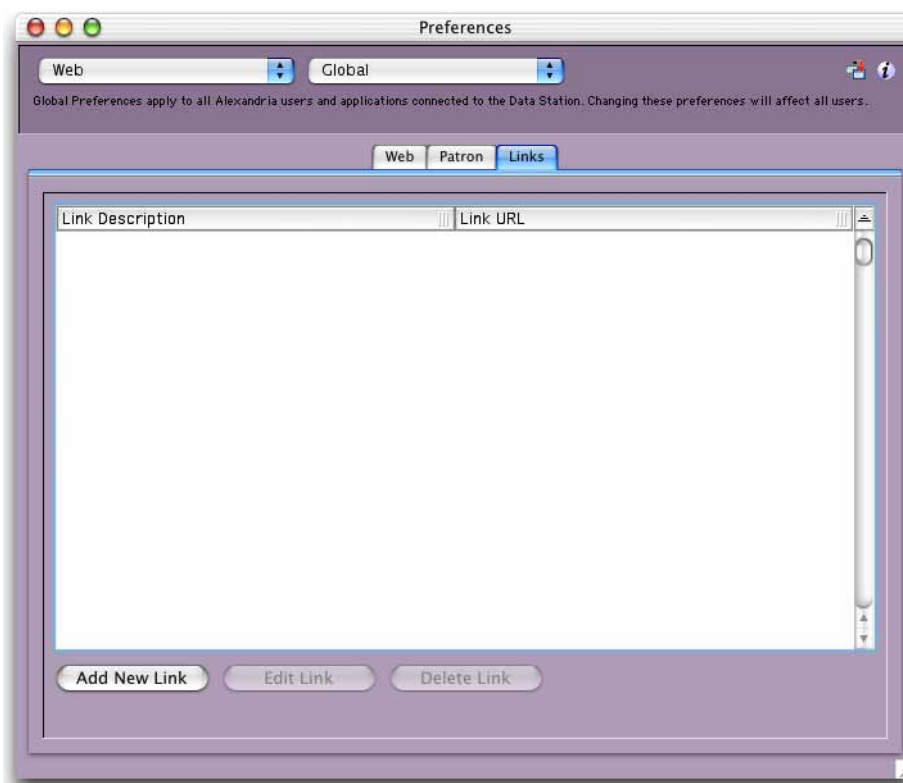 Preferences
Web Global
Global Preferences apply to all Alexandria users and applications connected to the Data Station. Changing these preferences will affect all users.
Web Patron Links
Link Description Link URL
Add New Link Edit Link Delete Link